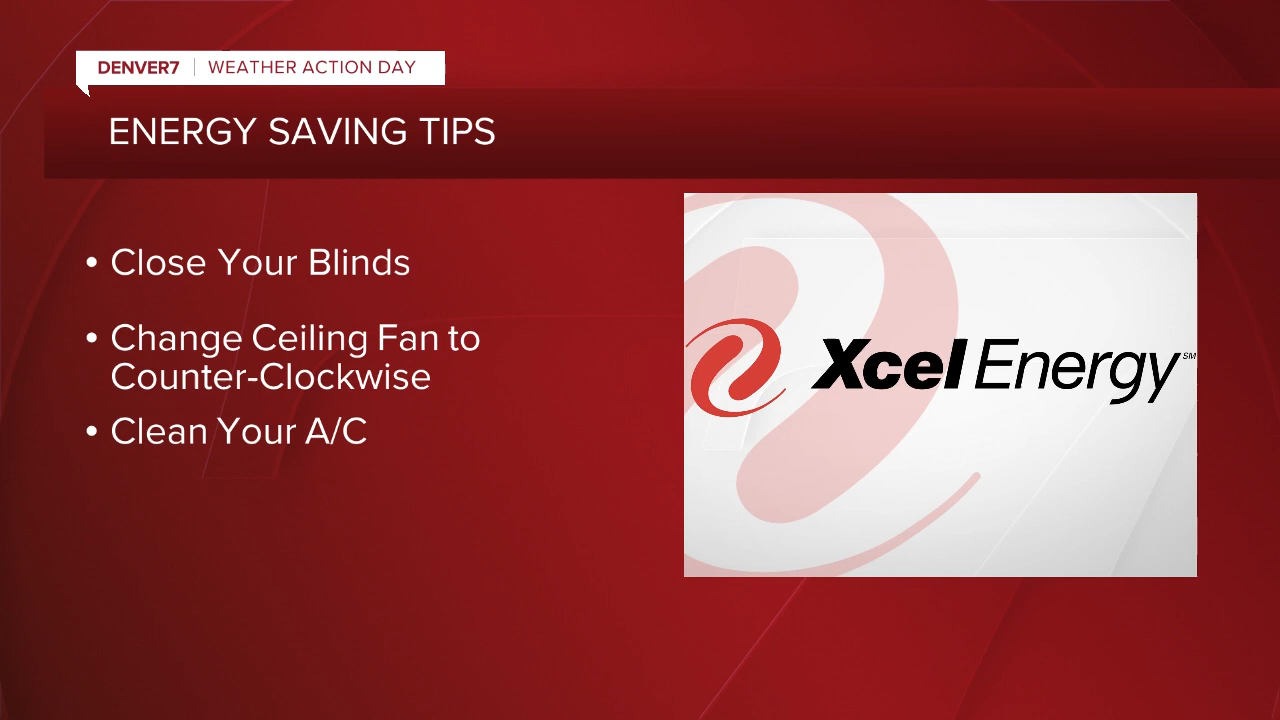 DENVER7 | WEATHER ACTION DAY
ENERGY SAVING TIPS
• Close Your Blinds
• Change Ceiling Fan to
Counter-Clockwise
• Clean Your A/C
Xcel Energy SM